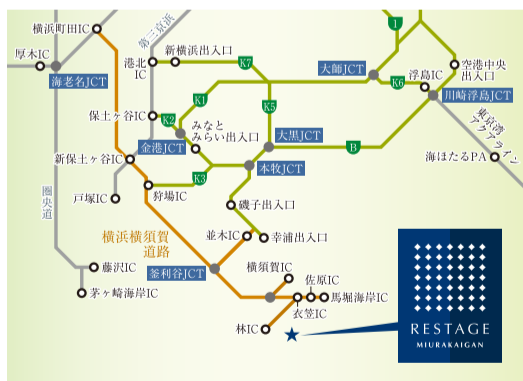 横浜町田IC
第三京浜
1
厚木IC
海老名JCT
港北
IC
新横浜出入口
K7
大師JCT
K6
浮島IC
空港中央
出入口
川崎浮島JCT
K1
K5
保土ヶ谷IC
K2
みなと
みらい出入口
大黒JCT
東京湾
アクアライン
金港JCT
B
新保土ヶ谷IC
本牧JCT
海ほたるPA
K3
圏央道
戸塚IC
狩場IC
磯子出入口
横浜横須賀
道路
並木IC
幸浦出入口
藤沢IC
釜利谷JCT
横須賀IC
佐原IC
茅ヶ崎海岸IC
馬堀海岸IC
衣笠IC
林IC
RESTAGE
MIURAKAIGAN